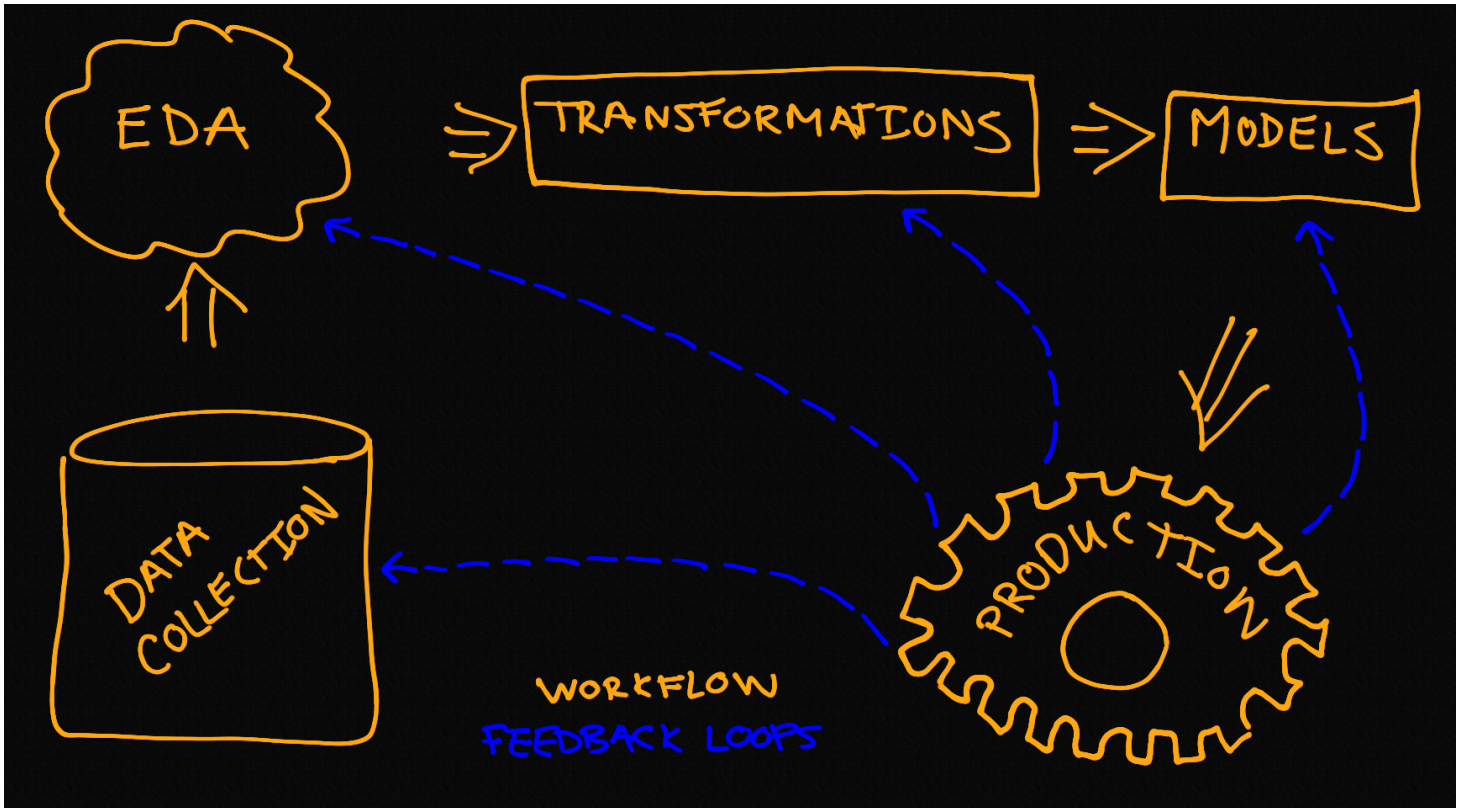 EDA
TRANSFORMATIONS
MODELS
DATA
COLLECTION
PRODUCTION
WORKFLOW
FEEDBACK LOOPS